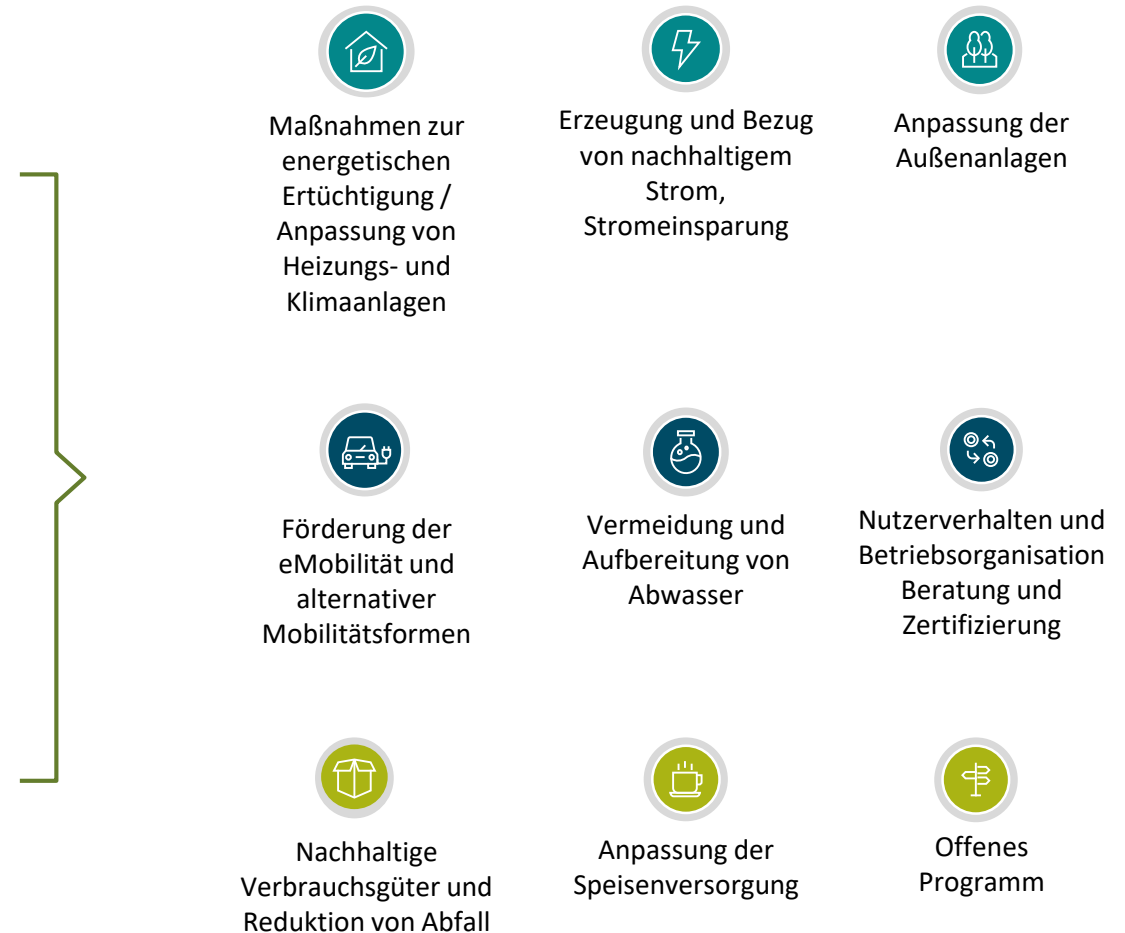 Maßnahmen zur
energetischen
Ertüchtigung /
Anpassung von
Heizungs- und
Klimaanlagen
Erzeugung und Bezug
von nachhaltigem
Strom,
Stromeinsparung
Anpassung der
Außenanlagen
Förderung der
eMobilität und
alternativer
Mobilitätsformen
Vermeidung und
Aufbereitung von
Abwasser
Nutzerverhalten und
Betriebsorganisation
Beratung und
Zertifizierung
Nachhaltige
Verbrauchsgüter und
Reduktion von Abfall
Anpassung der
Speisenversorgung
Offenes
Programm